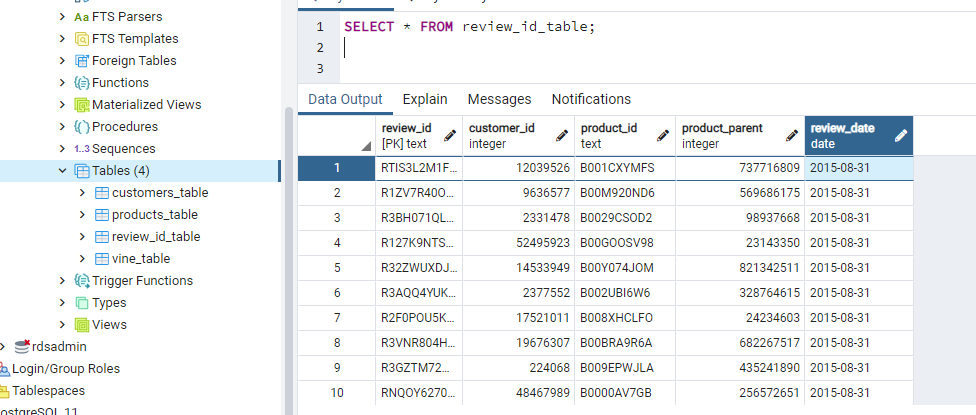 FTS Parsers
FTS Templates
Foreign Tables
Functions
Materialized Views
Procedures
1..3 Sequences
Tables (4)
customers_table
products_table
review_id_table
vine_table
Trigger Functions
Types
Views
rdsadmin
Login/Group Roles
Tablespaces
1 SELECT * FROM review_id_table;
2
3
Data Output Explain Messages Notifications
review_id [PK] text customer_id integer product_id text product_parent integer review_date date
1 RTIS3L2M1F... 12039526 B001CXYMFS 737716809 2015-08-31
2 R1ZV7R40O... 9636577 B00M920ND6 569686175 2015-08-31
3 R3BH071QL... 2331478 B0029CSOD2 98937668 2015-08-31
4 R127K9NTS... 52495923 B00GOOSV98 23143350 2015-08-31
5 R32ZWUXDJ... 14533949 B00Y074JOM 821342511 2015-08-31
6 R3AQQ4YUK... 2377552 B002UBI6W6 328764615 2015-08-31
7 R2F0POU5K... 17521011 B008XHCLFO 24234603 2015-08-31
8 R3VNR804H... 19676307 B00BRA9R6A 682267517 2015-08-31
9 R3GZTM72... 224068 B009EPWJLA 435241890 2015-08-31
10 RNQOY6270... 48467989 B0000AV7GB 256572651 2015-08-31